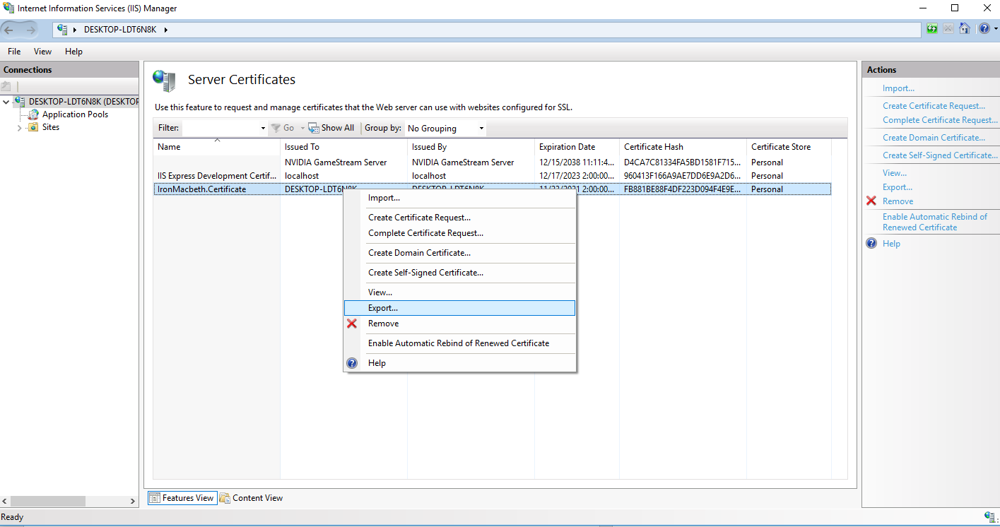 Internet Information Services (IIS) Manager
DESKTOP-LDT6N8K
File View Help
Connections
DESKTOP-LDT6N8K (DESKTOP
Application Pools
Sites
Server Certificates
Use this feature to request and manage certificates that the Web server can use with websites configured for SSL.
Filter: Go Show All Group by: No Grouping
Name Issued To Issued By Expiration Date Certificate Hash Certificate Store
NVIDIA GameStream Server NVIDIA GameStream Server 12/15/2038 11:11:4... D4CA7C81334FA5BD1581F715... Personal
IIS Express Development Certif... localhost localhost 12/17/2023 2:00:00... 960413F166A9AE7DD6E9A2D6... Personal
IronMacbeth.Certificate DESKTOP-LDT6N8K DESKTOP-LDT6N8K 11/23/2021 2:00:00... FB881BE88F4DF223D094F4E9E... Personal
Import...
Create Certificate Request...
Complete Certificate Request...
Create Domain Certificate...
Create Self-Signed Certificate...
View...
Export...
Remove
Enable Automatic Rebind of Renewed Certificate
Help
Features View Content View
Actions
Import...
Create Certificate Request...
Complete Certificate Request...
Create Domain Certificate...
Create Self-Signed Certificate...
View...
Export...
Remove
Enable Automatic Rebind of
Renewed Certificate
Help
Ready